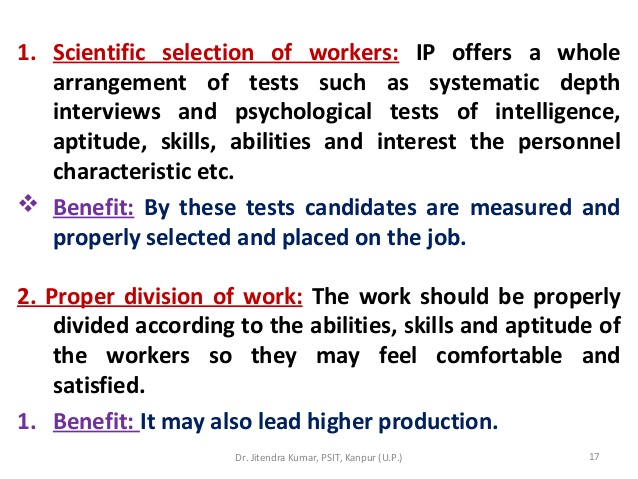 1. Scientific selection of workers: IP offers a whole
arrangement of tests such as systematic depth
interviews and psychological tests of intelligence,
aptitude, skills, abilities and interest the personnel
characteristic etc.
❖ Benefit: By these tests candidates are measured and
properly selected and placed on the job.
2. Proper division of work: The work should be properly
divided according to the abilities, skills and aptitude of
the workers so they may feel comfortable and
satisfied.
1. Benefit: It may also lead higher production.
Dr. Jitendra Kumar, PSIT, Kanpur (U.P.) 17